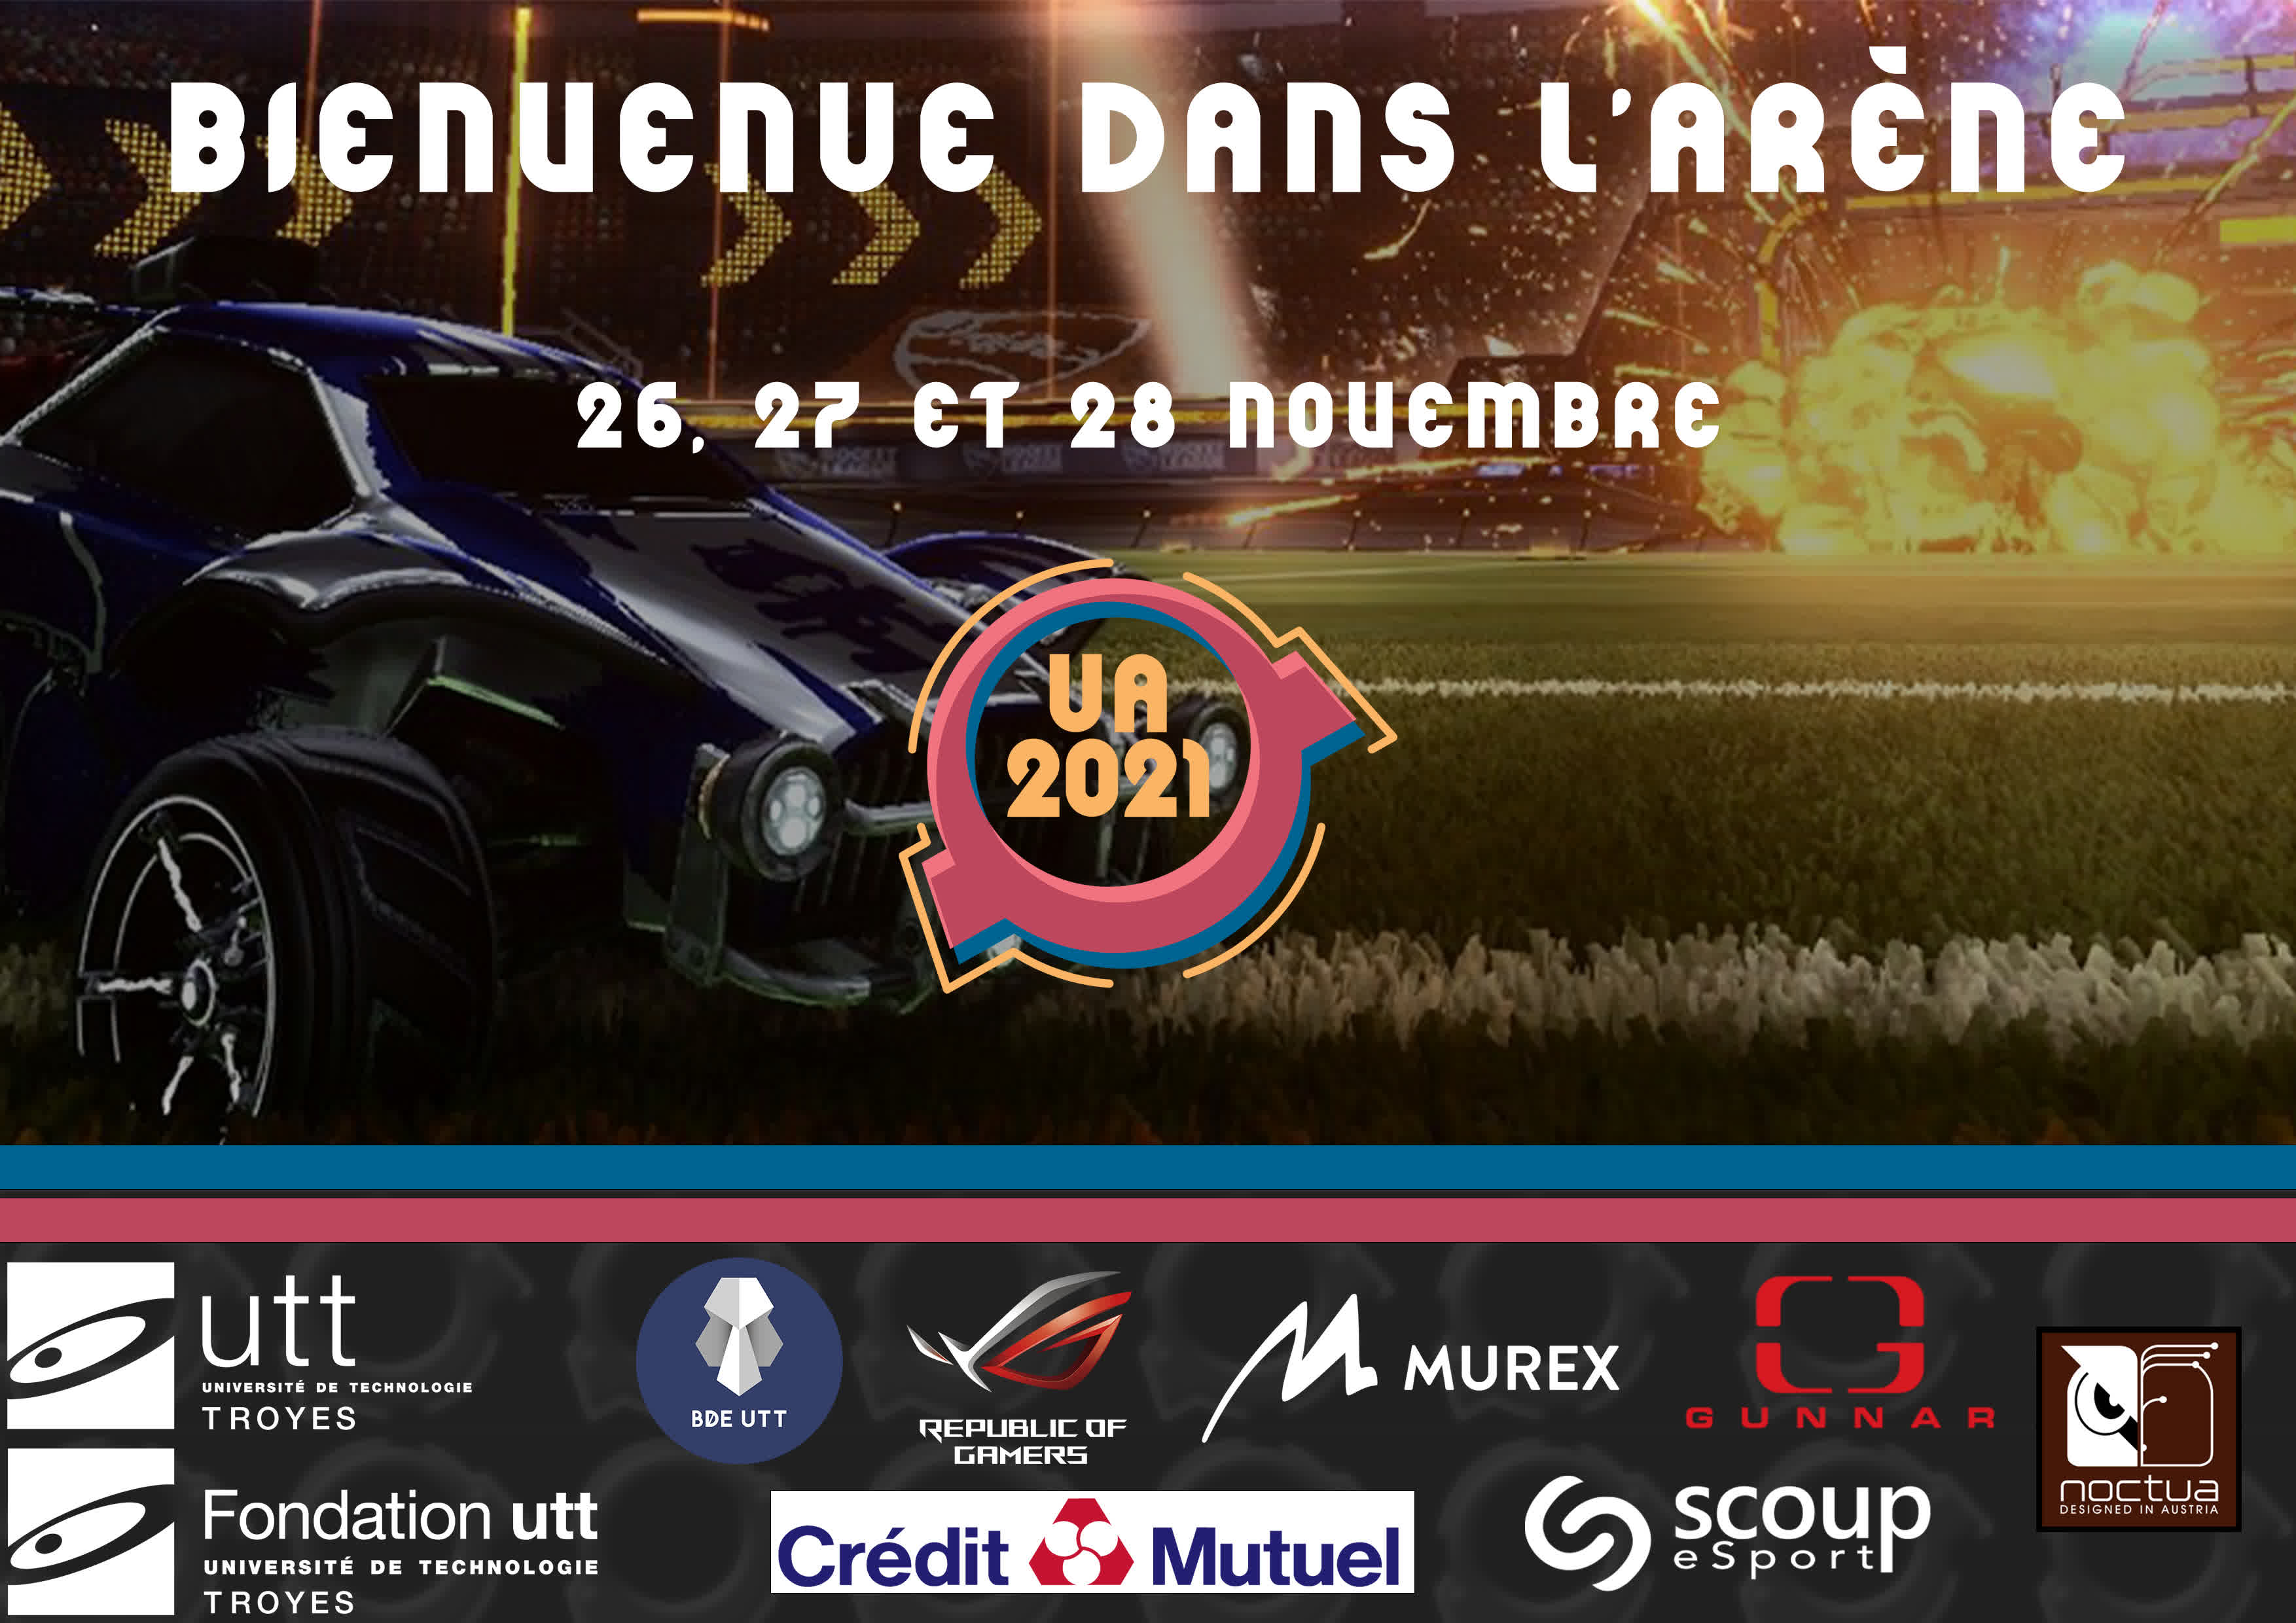 BIENVENUE DANS L'ARÈNE
26, 27 ET 28 NOVEMBRE
UA
2021
utt
UNIVERSITÉ DE TECHNOLOGIE
TROYES
BDE UTT
REPUBLIC OF
GAMERS
MUREX
GUNNAR
noctua
DESIGNED IN AUSTRIA
Fondation utt
UNIVERSITÉ DE TECHNOLOGIE
TROYES
Crédit Mutuel
scoup
eSport